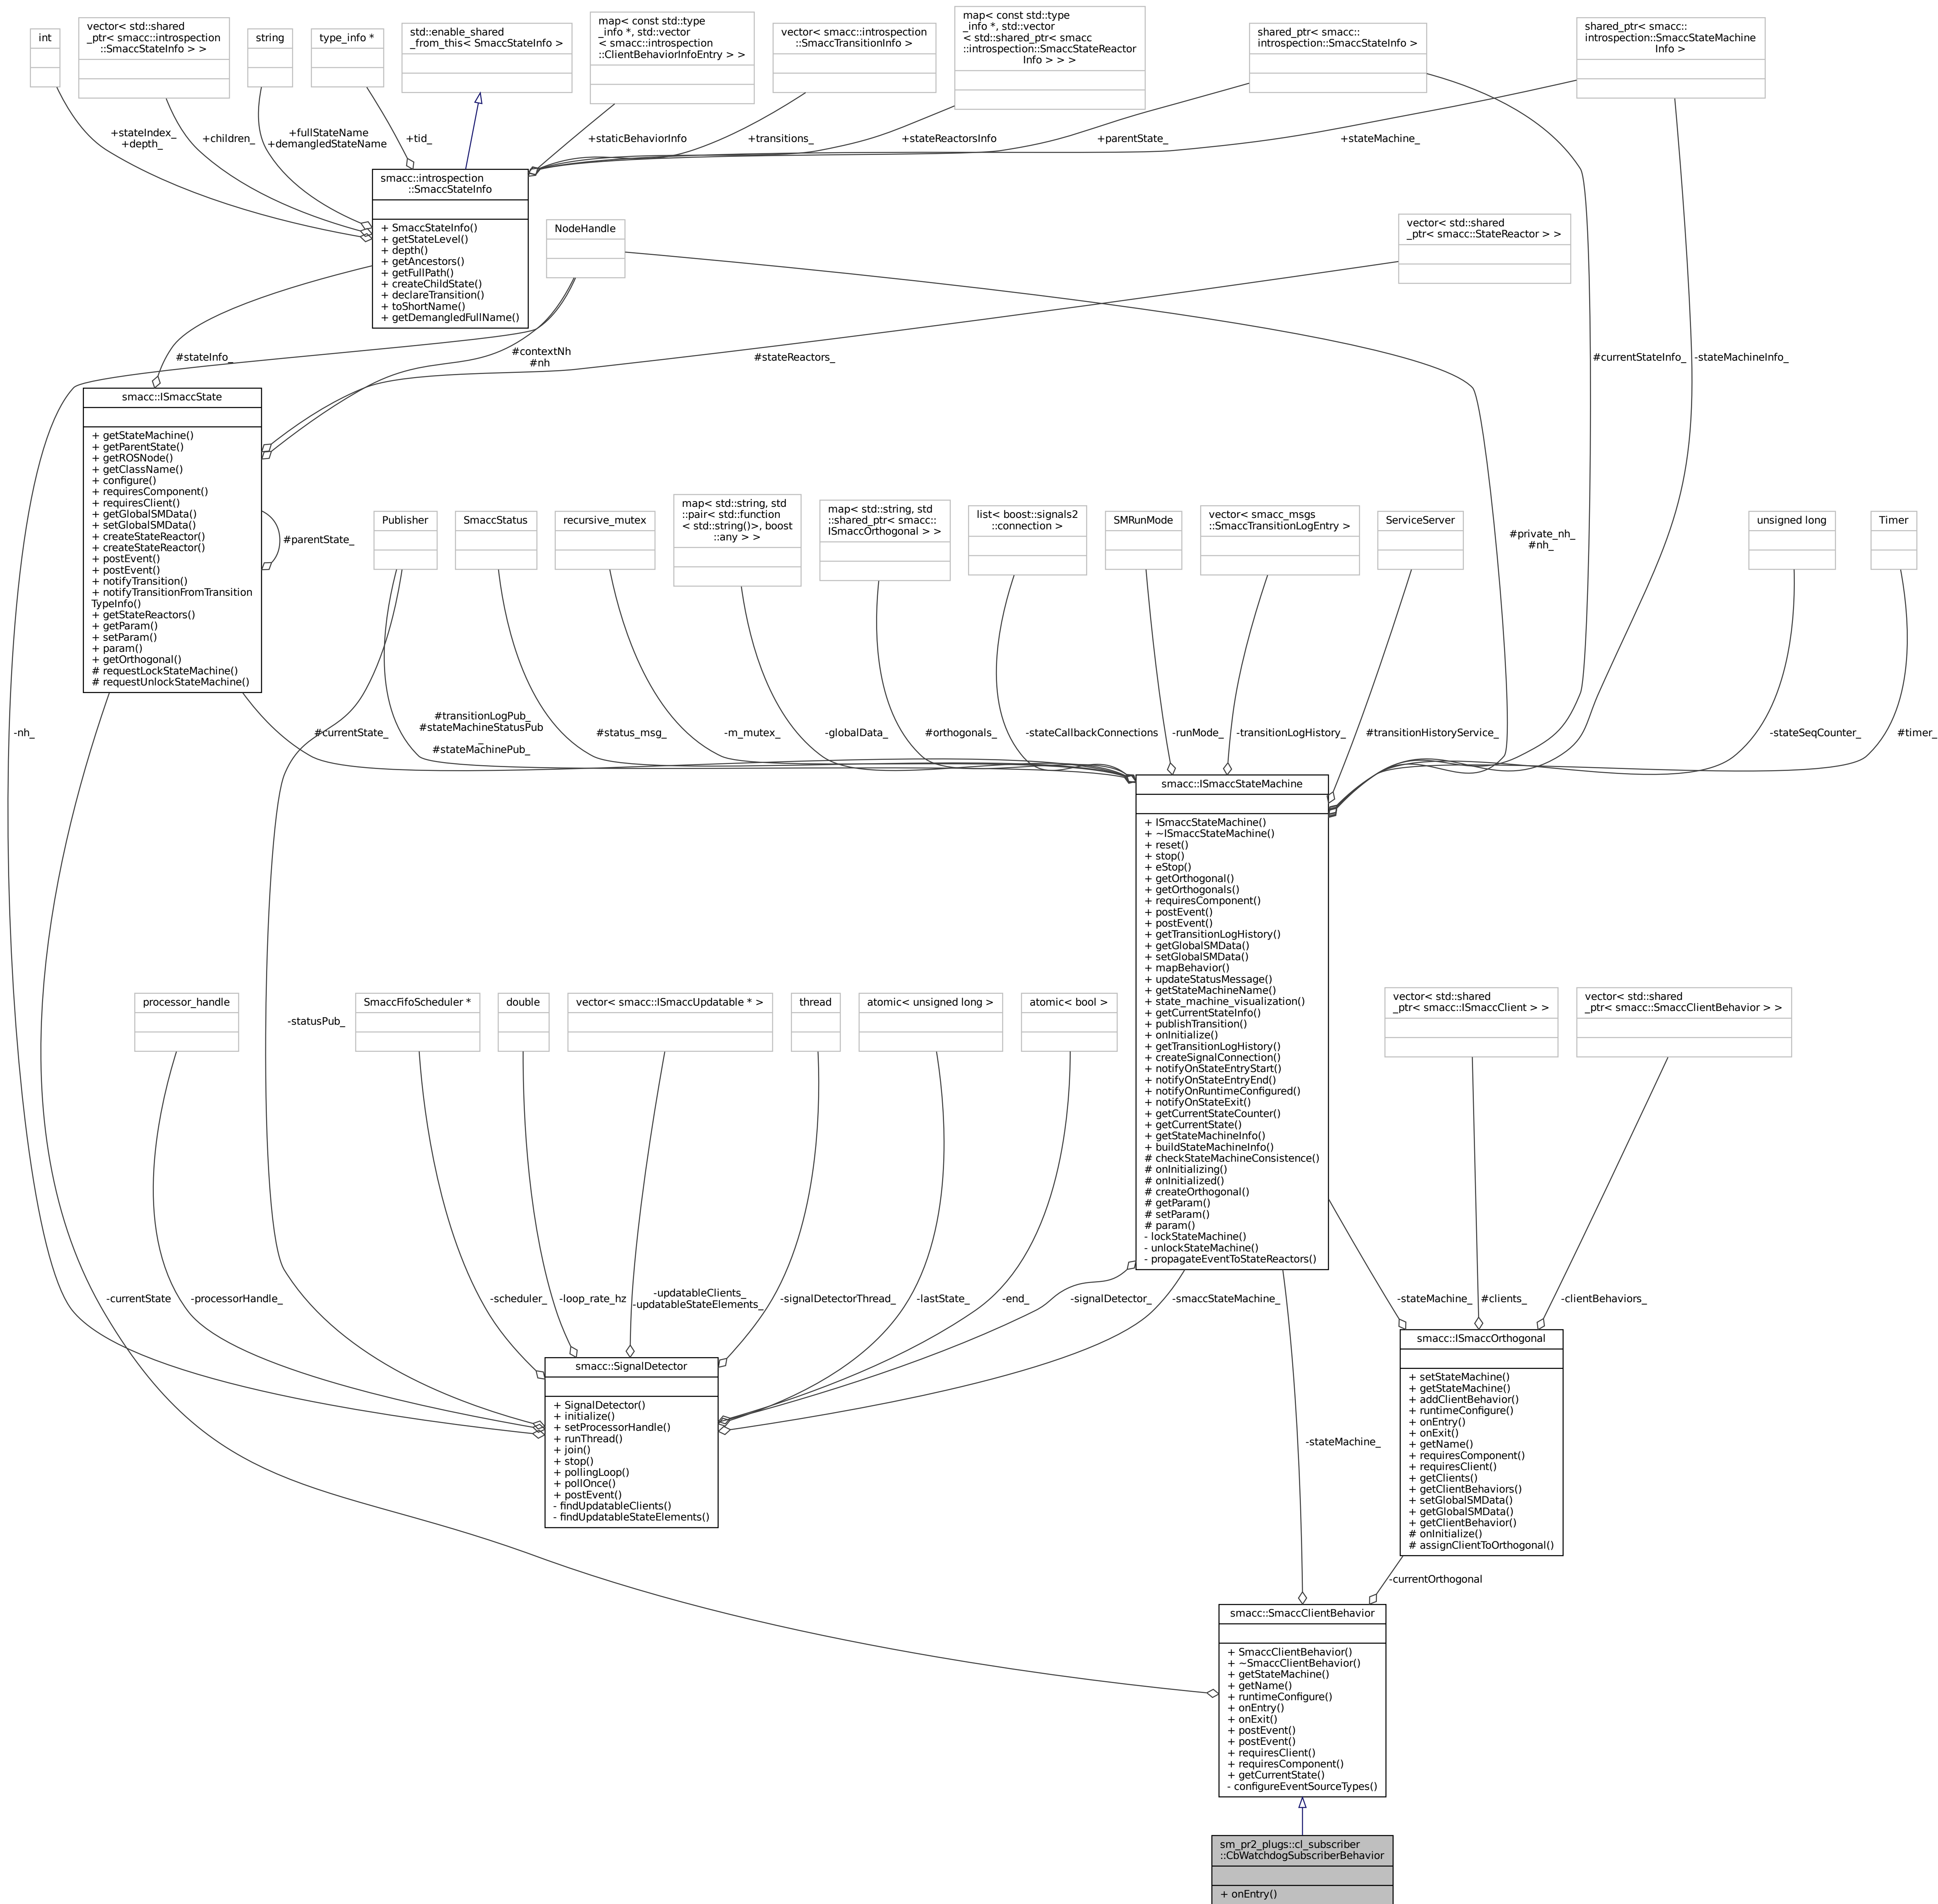 int
vector< std::shared
_ptr< smacc::introspection
::SmaccStateInfo > >
string
type_info *
std::enable_shared
_from_this< SmaccStateInfo >
map< const std::type
_info *, std::vector
< smacc::introspection
::ClientBehaviorInfoEntry > >
vector< smacc::introspection
::SmaccTransitionInfo >
map< const std::type
_info *, std::vector
< std::shared_ptr< smacc
::introspection::SmaccStateReactor
Info > > >
shared_ptr< smacc::
introspection::SmaccStateInfo >
shared_ptr< smacc::
introspection::SmaccStateMachine
Info >
+stateIndex_
+depth_
+children_
+fullStateName
+demangledStateName
+tid_
+staticBehaviorInfo
+transitions_
+stateReactorsInfo
+parentState_
+stateMachine_
smacc::introspection
::SmaccStateInfo
+ SmaccStateInfo()
+ getStateLevel()
+ depth()
+ getAncestors()
+ getFullPath()
+ createChildState()
+ declareTransition()
+ toShortName()
+ getDemangledFullName()
NodeHandle
vector< std::shared
_ptr< smacc::StateReactor > >
#stateInfo_
#contextNh
#nh
#stateReactors_
#currentStateInfo_
-stateMachineInfo_
smacc::ISmaccState
+ getStateMachine()
+ getParentState()
+ getROSNode()
+ getClassName()
+ configure()
+ requiresComponent()
+ requiresClient()
+ getGlobalSMData()
+ setGlobalSMData()
+ createStateReactor()
+ createStateReactor()
+ postEvent()
+ postEvent()
+ notifyTransition()
+ notifyTransitionFromTransition
TypeInfo()
+ getStateReactors()
+ getParam()
+ setParam()
+ param()
+ getOrthogonal()
# requestLockStateMachine()
# requestUnlockStateMachine()
#parentState_
Publisher
SmaccStatus
recursive_mutex
map< std::string, std
::pair< std::function
< std::string()>, boost
::any > >
map< std::string, std
::shared_ptr< smacc::
ISmaccOrthogonal > >
list< boost::signals2
::connection >
SMRunMode
vector< smacc_msgs
::SmaccTransitionLogEntry >
ServiceServer
#private_nh_
#nh_
unsigned long
Timer
-nh_
#currentState_
#transitionLogPub_
#stateMachineStatusPub
_
#stateMachinePub_
#status_msg_
-m_mutex_
-globalData_
#orthogonals_
-stateCallbackConnections
-runMode_
-transitionLogHistory_
#transitionHistoryService_
-stateSeqCounter_
#timer_
smacc::ISmaccStateMachine
+ ISmaccStateMachine()
+ ~ISmaccStateMachine()
+ reset()
+ stop()
+ eStop()
+ getOrthogonal()
+ getOrthogonals()
+ requiresComponent()
+ postEvent()
+ postEvent()
+ getTransitionLogHistory()
+ getGlobalSMData()
+ setGlobalSMData()
+ mapBehavior()
+ updateStatusMessage()
+ getStateMachineName()
+ state_machine_visualization()
+ getCurrentStateInfo()
+ publishTransition()
+ onInitialize()
+ getTransitionLogHistory()
+ createSignalConnection()
+ notifyOnStateEntryStart()
+ notifyOnStateEntryEnd()
+ notifyOnRuntimeConfigured()
+ notifyOnStateExit()
+ getCurrentStateCounter()
+ getCurrentState()
+ getStateMachineInfo()
+ buildStateMachineInfo()
# checkStateMachineConsistence()
# onInitializing()
# onInitialized()
# createOrthogonal()
# getParam()
# setParam()
# param()
- lockStateMachine()
- unlockStateMachine()
- propagateEventToStateReactors()
processor_handle
-statusPub_
SmaccFifoScheduler *
double
vector< smacc::ISmaccUpdatable * >
thread
atomic< unsigned long >
atomic< bool >
vector< std::shared
_ptr< smacc::ISmaccClient > >
vector< std::shared
_ptr< smacc::SmaccClientBehavior > >
-currentState
-processorHandle_
-scheduler_
-loop_rate_hz
-updatableClients_
-updatableStateElements_
-signalDetectorThread_
-lastState_
-end_
-signalDetector_
-smaccStateMachine_
-stateMachine_
#clients_
-clientBehaviors_
smacc::SignalDetector
+ SignalDetector()
+ initialize()
+ setProcessorHandle()
+ runThread()
+ join()
+ stop()
+ pollingLoop()
+ pollOnce()
+ postEvent()
- findUpdatableClients()
- findUpdatableStateElements()
-stateMachine_
smacc::ISmaccOrthogonal
+ setStateMachine()
+ getStateMachine()
+ addClientBehavior()
+ runtimeConfigure()
+ onEntry()
+ onExit()
+ getName()
+ requiresComponent()
+ requiresClient()
+ getClients()
+ getClientBehaviors()
+ setGlobalSMData()
+ getGlobalSMData()
+ getClientBehavior()
# onInitialize()
# assignClientToOrthogonal()
-currentOrthogonal
smacc::SmaccClientBehavior
+ SmaccClientBehavior()
+ ~SmaccClientBehavior()
+ getStateMachine()
+ getName()
+ runtimeConfigure()
+ onEntry()
+ onExit()
+ postEvent()
+ postEvent()
+ requiresClient()
+ requiresComponent()
+ getCurrentState()
- configureEventSourceTypes()
sm_pr2_plugs::cl_subscriber
::CbWatchdogSubscriberBehavior
+ onEntry()